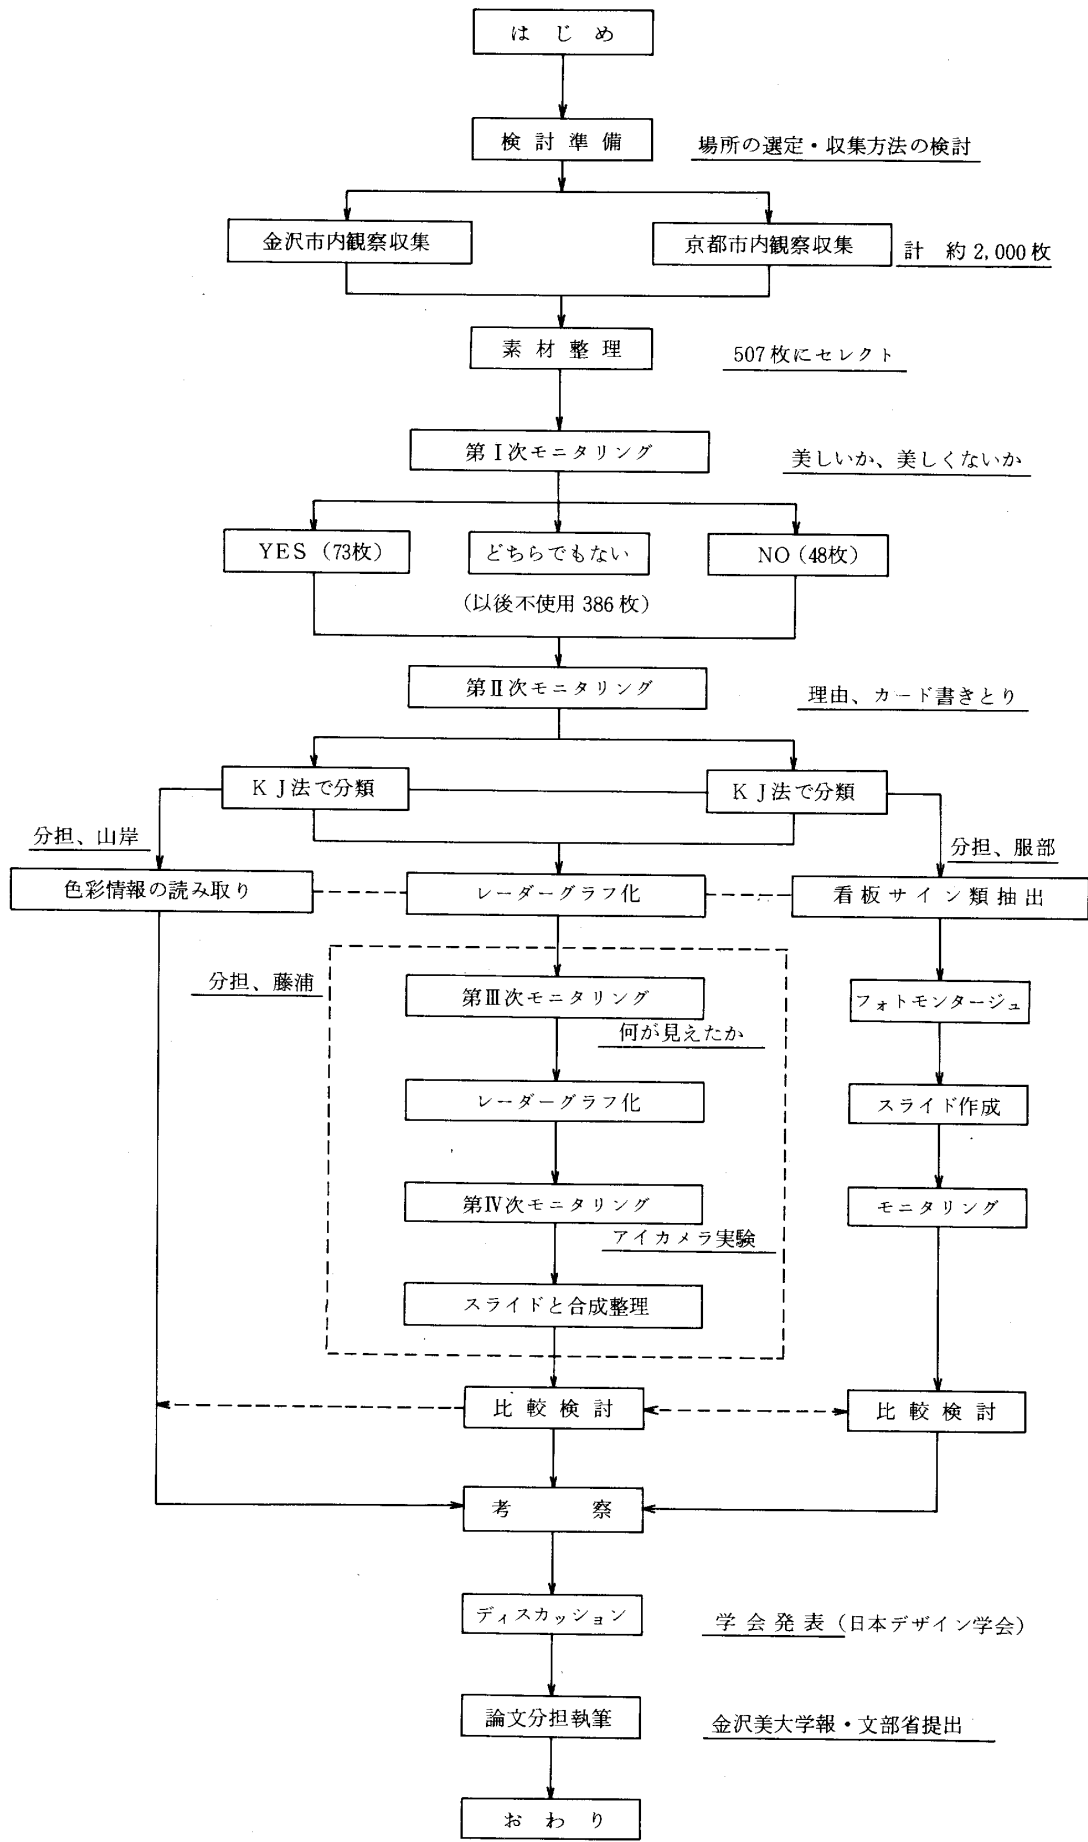 はじめ
検討準備
場所の選定・収集方法の検討
金沢市内観察収集
京都市内観察収集
計　約2,000枚
素材整理
507枚にセレクト
第Ⅰ次モニタリング
美しいか、美しくないか
YES（73枚）
どちらでもない
NO（48枚）
（以後不使用 386枚）
第Ⅱ次モニタリング
理由、カード書きとり
ＫＪ法で分類
ＫＪ法で分類
分担、山岸
分担、服部
色彩情報の読み取り
レーダーグラフ化
看板サイン類抽出
分担、藤浦
第Ⅲ次モニタリング
フォトモンタージュ
何が見えたか
レーダーグラフ化
スライド作成
第Ⅳ次モニタリング
モニタリング
アイカメラ実験
スライドと合成整理
比較検討
比較検討
考　　察
ディスカッション
学会発表（日本デザイン学会）
論文分担執筆
金沢美大学報・文部省提出
おわり